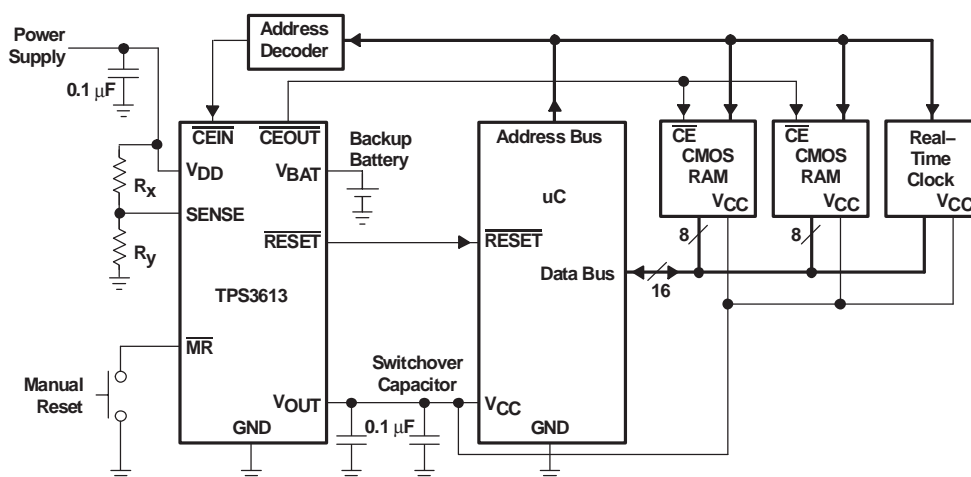 Power
Supply
0.1 μF
Address
Decoder
Rx
Ry
CEIN
CEOUT
VDD
VBAT
SENSE
RESET
TPS3613
MR
VOUT
GND
Backup
Battery
Manual
Reset
Switchover
Capacitor
0.1 μF
Address Bus
uC
RESET
Data Bus
VCC
GND
16
CE
CMOS
RAM
VCC
8
CE
CMOS
RAM
VCC
8
Real–
Time
Clock
VCC